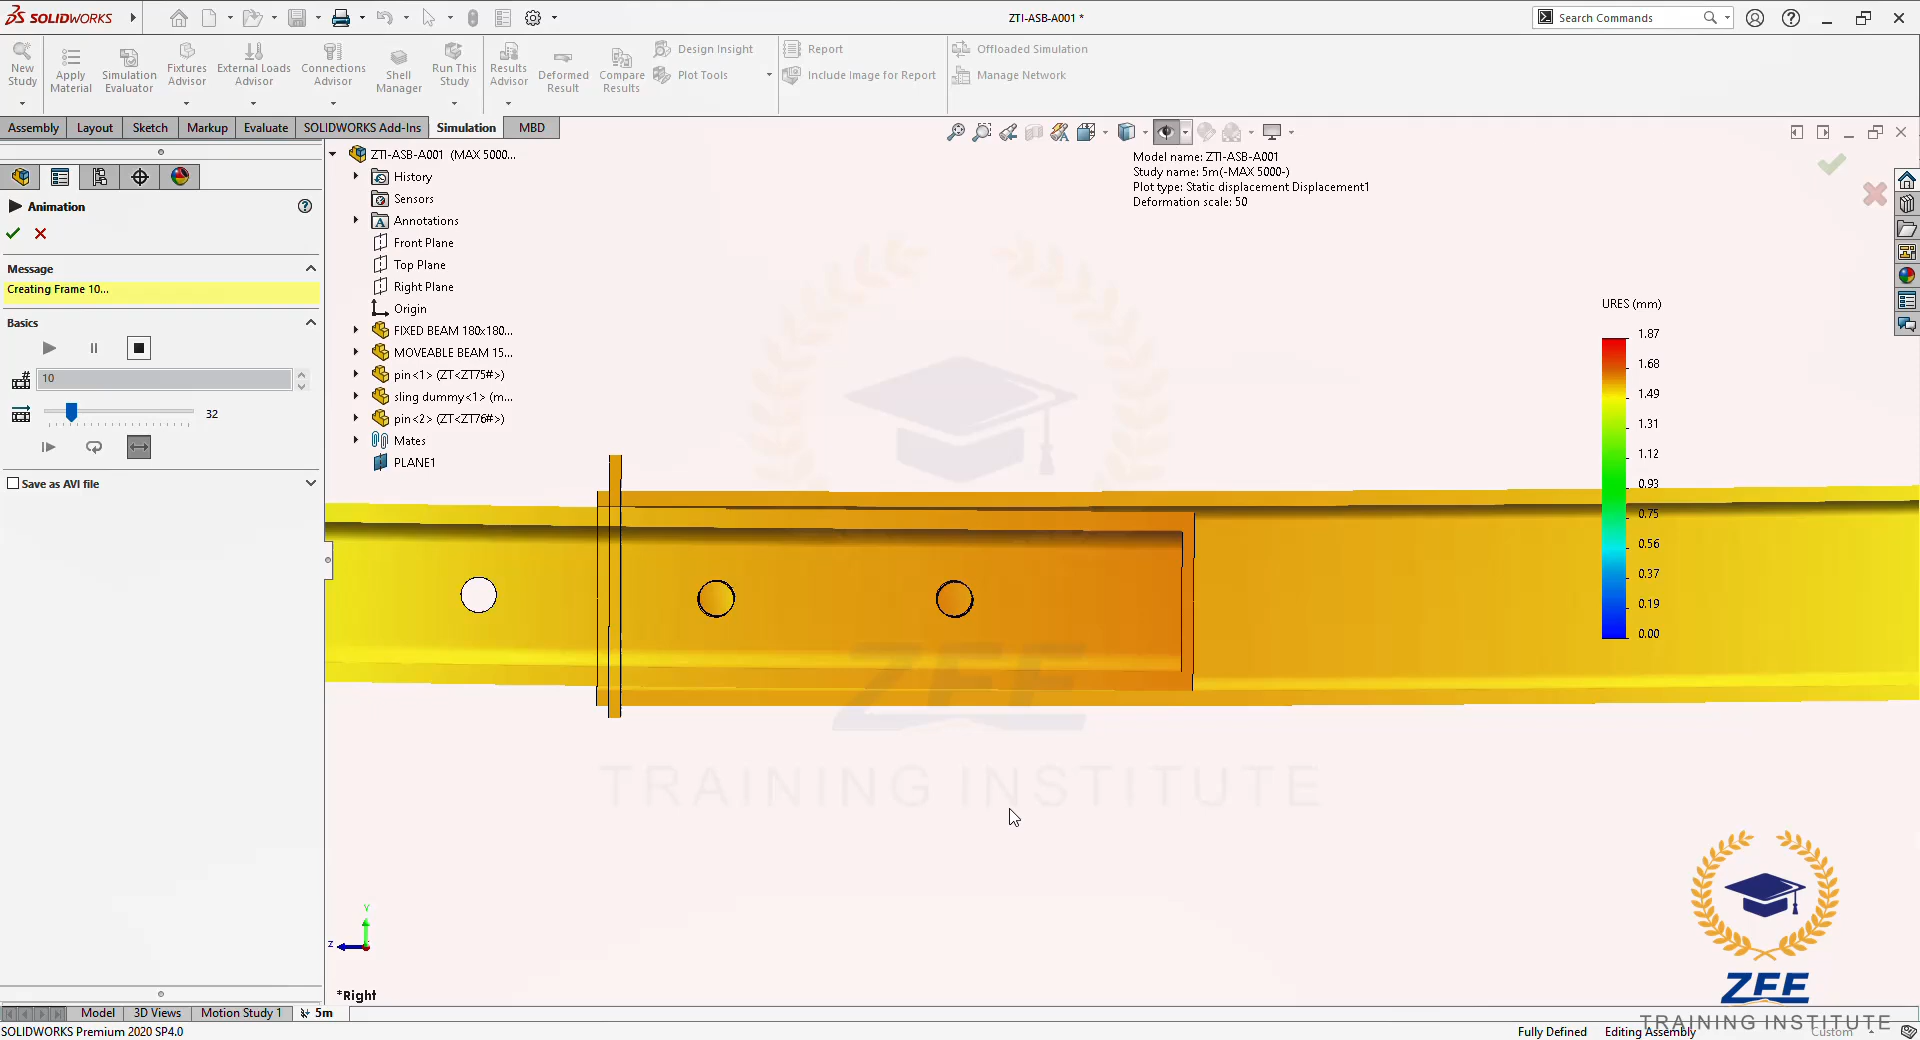 SOLIDWORKS
ZTI-ASB-A001 *
Search Commands
New Study
Apply Material
Simulation Evaluator
Fixtures Advisor
External Loads Advisor
Connections Advisor
Shell Manager
Run This Study
Results Advisor
Deformed Result
Compare Results
Design Insight
Plot Tools
Report
Include Image for Report
Offloaded Simulation
Manage Network
Assembly
Layout
Sketch
Markup
Evaluate
SOLIDWORKS Add-Ins
Simulation
MBD
Animation
Message
Creating Frame 10...
Basics
10
32
Save as AVI file
ZTI-ASB-A001 (MAX 5000...
History
Sensors
Annotations
Front Plane
Top Plane
Right Plane
Origin
FIXED BEAM 180x180...
MOVEABLE BEAM 15...
pin<1> (ZT<ZT75#>)
sling dummy<1> (m...
pin<2> (ZT<ZT76#>)
Mates
PLANE1
Model name: ZTI-ASB-A001
Study name: 5m(-MAX 5000-)
Plot type: Static displacement Displacement1
Deformation scale: 50
URES (mm)
1.87
1.68
1.49
1.31
1.12
0.93
0.75
0.56
0.37
0.19
0.00
ZFE
TRAINING INSTITUTE
Y
Z
*Right
ZFE
TRAINING INSTITUTE
Model
3D Views
Motion Study 1
5m
SOLIDWORKS Premium 2020 SP4.0
Fully Defined
Editing Assembly
Custom